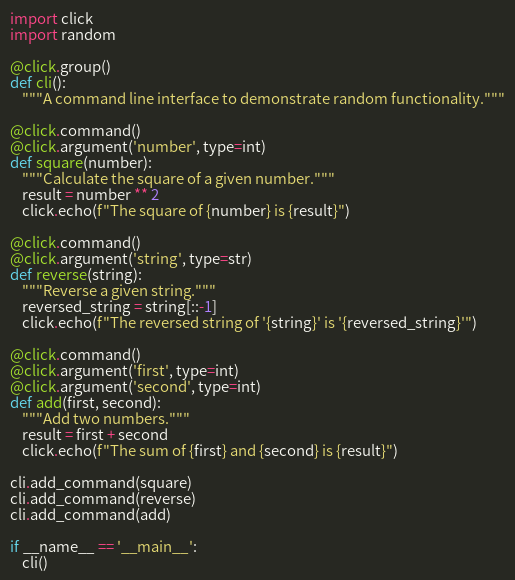 import click
import random

@click.group()
def cli():
    """A command line interface to demonstrate random functionality."""

@click.command()
@click.argument('number', type=int)
def square(number):
    """Calculate the square of a given number."""
    result = number ** 2
    click.echo(f"The square of {number} is {result}")

@click.command()
@click.argument('string', type=str)
def reverse(string):
    """Reverse a given string."""
    reversed_string = string[::-1]
    click.echo(f"The reversed string of '{string}' is '{reversed_string}'")

@click.command()
@click.argument('first', type=int)
@click.argument('second', type=int)
def add(first, second):
    """Add two numbers."""
    result = first + second
    click.echo(f"The sum of {first} and {second} is {result}")

cli.add_command(square)
cli.add_command(reverse)
cli.add_command(add)

if __name__ == '__main__':
    cli()